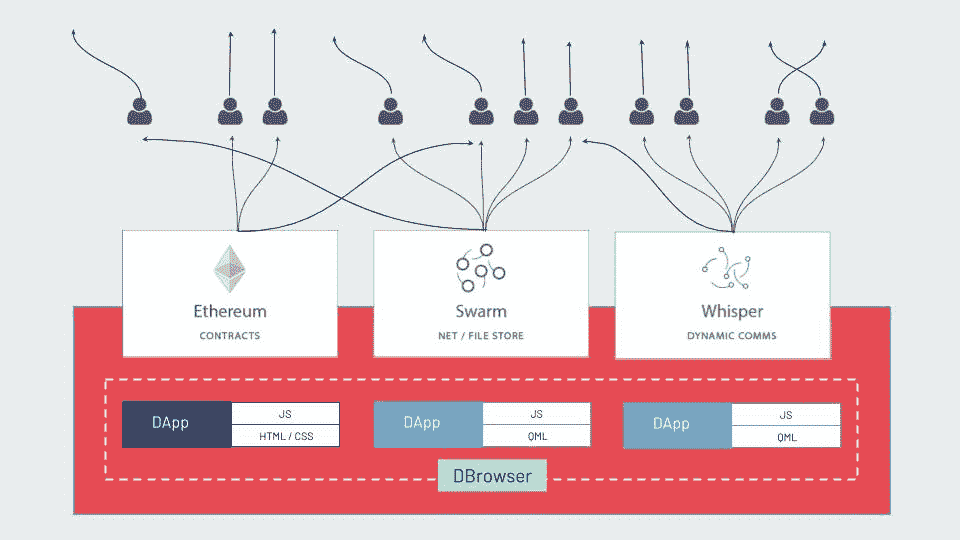 Ethereum
CONTRACTS
Swarm
NET / FILE STORE
Whisper
DYNAMIC COMMS
DApp
JS
HTML / CSS
DApp
JS
QML
DApp
JS
QML
DBrowser